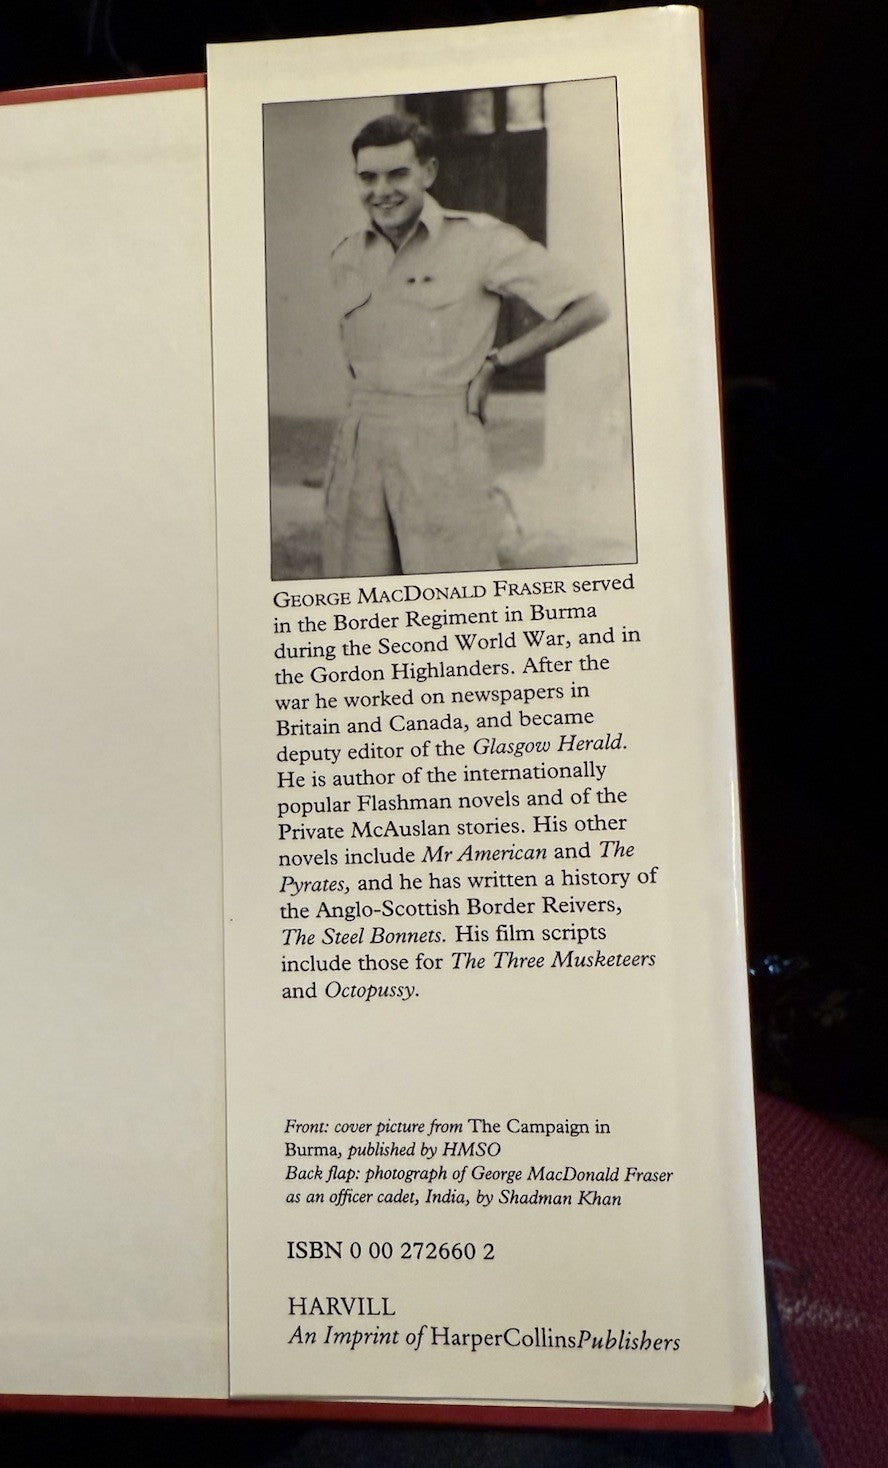 GEORGE MACDONALD FRASER served
in the Border Regiment in Burma
during the Second World War, and in
the Gordon Highlanders. After the
war he worked on newspapers in
Britain and Canada, and became
deputy editor of the Glasgow Herald.
He is author of the internationally
popular Flashman novels and of the
Private McAuslan stories. His other
novels include Mr American and The
Pyrates, and he has written a history of
the Anglo-Scottish Border Reivers,
The Steel Bonnets. His film scripts
include those for The Three Musketeers
and Octopussy.
Front: cover picture from The Campaign in
Burma, published by HMSO
Back flap: photograph of George MacDonald Fraser
as an officer cadet, India, by Shadman Khan
ISBN 0 00 272660 2
HARVILL
An Imprint of HarperCollinsPublishers